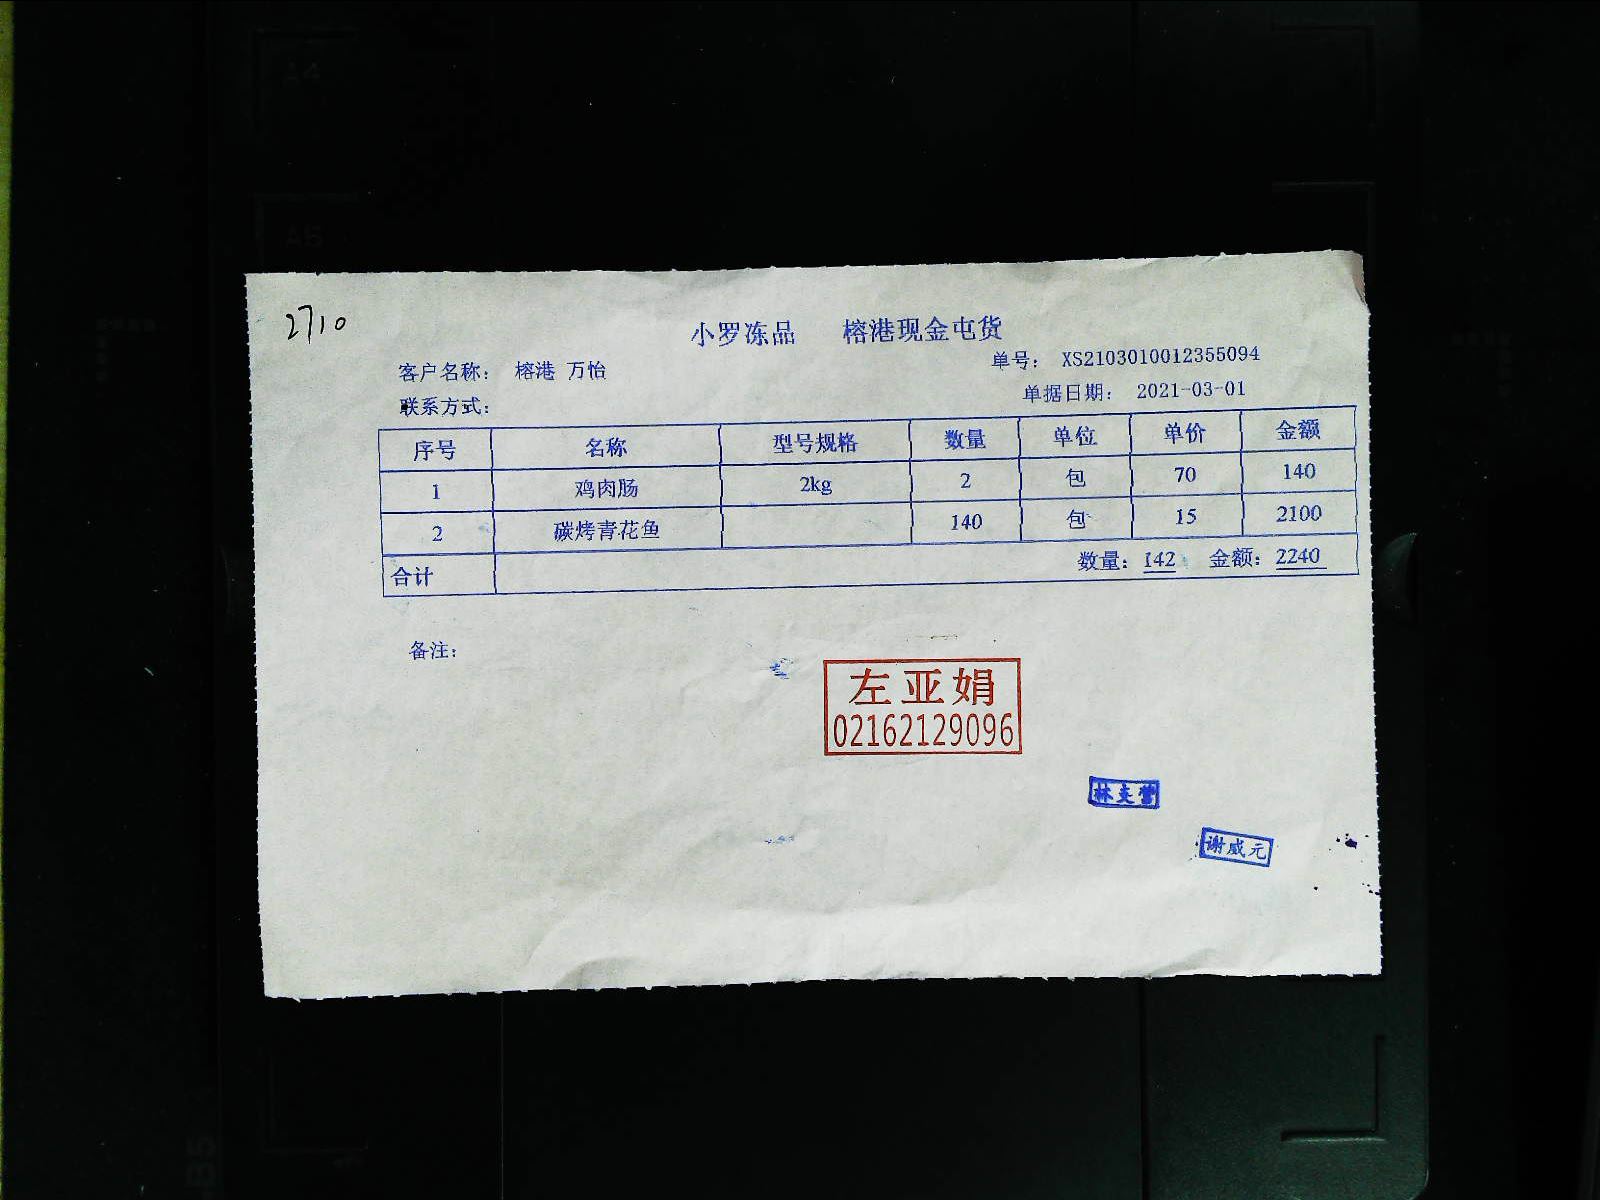 A4
A5
2710
小罗冻品 榕港现金屯货
客户名称: 榕港 万怡 单号: XS2103010012355094
联系方式: 单据日期: 2021-03-01
序号 名称 型号规格 数量 单位 单价 金额
1 鸡肉肠 2kg 2 包 70 140
2 碳烤青花鱼 140 包 15 2100
合计 数量: 142 金额: 2240
备注:
左亚娟
02162129096
谢威元
B5